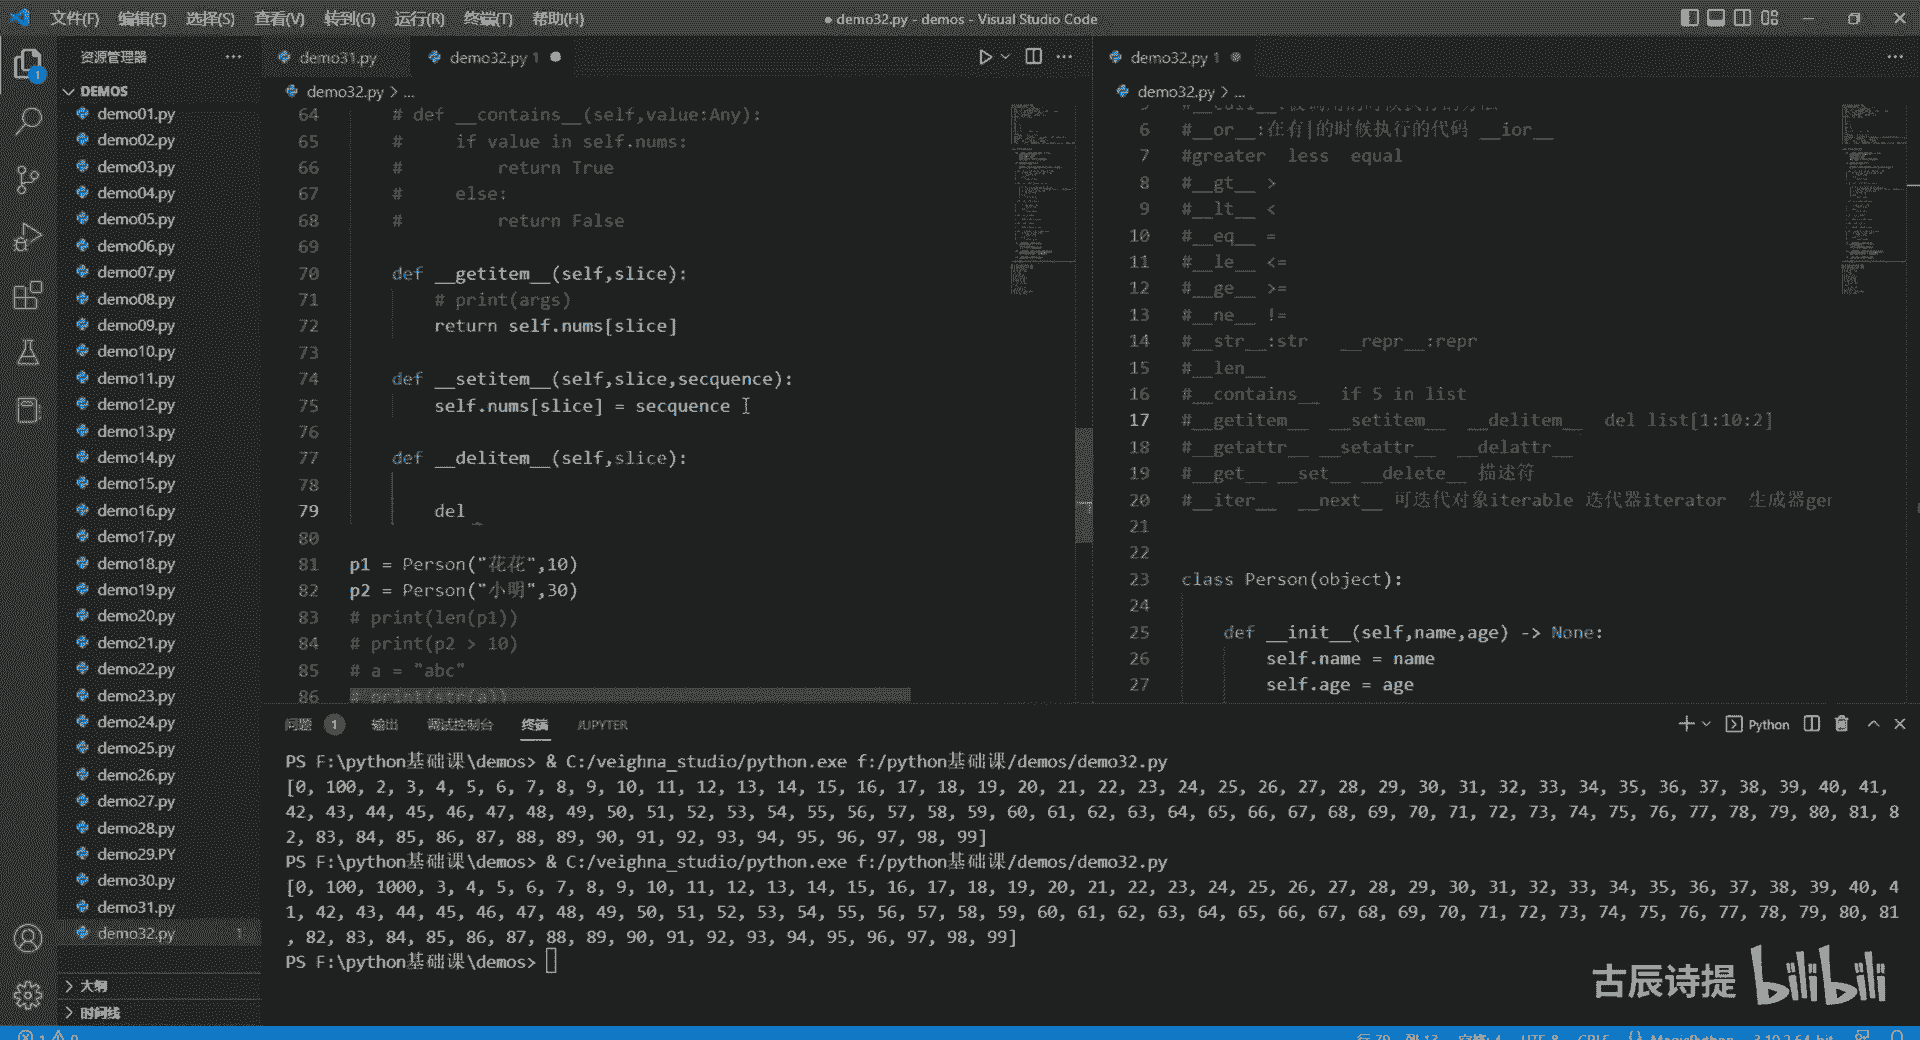 文件(F) 编辑(E) 选择(S) 查看(V) 转到(G) 运行(R) 终端(T) 帮助(H)
● demo32.py - demos - Visual Studio Code
资源管理器
DEMOS
demo01.py
demo02.py
demo03.py
demo04.py
demo05.py
demo06.py
demo07.py
demo08.py
demo09.py
demo10.py
demo11.py
demo12.py
demo13.py
demo14.py
demo15.py
demo16.py
demo17.py
demo18.py
demo19.py
demo20.py
demo21.py
demo22.py
demo23.py
demo24.py
demo25.py
demo26.py
demo27.py
demo28.py
demo29.PY
demo30.py
demo31.py
demo32.py 1
大纲
时间线
demo31.py demo32.py 1
demo32.py > ...
64 # def __contains__(self,value:Any):
65 #     if value in self.nums:
66 #         return True
67 #     else:
68 #         return False
69
70 def __getitem__(self,slice):
71     # print(args)
72     return self.nums[slice]
73
74 def __setitem__(self,slice,secquence):
75     self.nums[slice] = secquence
76
77 def __delitem__(self,slice):
78
79     del
80
81 p1 = Person("花花",10)
82 p2 = Person("小明",30)
83 # print(len(p1))
84 # print(p2 > 10)
85 # a = "abc"
86 # print(str(a))
demo32.py 1
demo32.py > ...
6 #__or__:在有|的时候执行的代码 __ior__
7 #greater  less  equal
8 #__gt__ >
9 #__lt__ <
10 #__eq__ =
11 #__le__ <=
12 #__ge__ >=
13 #__ne__ !=
14 #__str__:str   __repr__:repr
15 #__len__
16 #__contains__  if 5 in list
17 #__getitem__  __setitem__  __delitem__  del list[1:10:2]
18 #__getattr__ __setattr__  __delattr__
19 #__get__ __set__ __delete__ 描述符
20 #__iter__  __next__ 可迭代对象iterable 迭代器iterator  生成器ger
21
22
23 class Person(object):
24
25     def __init__(self,name,age) -> None:
26         self.name = name
27         self.age = age
问题 1 输出 调试控制台 终端 JUPYTER
Python
PS F:\python基础课\demos> & C:/veighna_studio/python.exe f:/python基础课/demos/demo32.py
[0, 100, 2, 3, 4, 5, 6, 7, 8, 9, 10, 11, 12, 13, 14, 15, 16, 17, 18, 19, 20, 21, 22, 23, 24, 25, 26, 27, 28, 29, 30, 31, 32, 33, 34, 35, 36, 37, 38, 39, 40, 41,
42, 43, 44, 45, 46, 47, 48, 49, 50, 51, 52, 53, 54, 55, 56, 57, 58, 59, 60, 61, 62, 63, 64, 65, 66, 67, 68, 69, 70, 71, 72, 73, 74, 75, 76, 77, 78, 79, 80, 81, 8
2, 83, 84, 85, 86, 87, 88, 89, 90, 91, 92, 93, 94, 95, 96, 97, 98, 99]
PS F:\python基础课\demos> & C:/veighna_studio/python.exe f:/python基础课/demos/demo32.py
[0, 100, 1000, 3, 4, 5, 6, 7, 8, 9, 10, 11, 12, 13, 14, 15, 16, 17, 18, 19, 20, 21, 22, 23, 24, 25, 26, 27, 28, 29, 30, 31, 32, 33, 34, 35, 36, 37, 38, 39, 40, 4
1, 42, 43, 44, 45, 46, 47, 48, 49, 50, 51, 52, 53, 54, 55, 56, 57, 58, 59, 60, 61, 62, 63, 64, 65, 66, 67, 68, 69, 70, 71, 72, 73, 74, 75, 76, 77, 78, 79, 80, 81
, 82, 83, 84, 85, 86, 87, 88, 89, 90, 91, 92, 93, 94, 95, 96, 97, 98, 99]
PS F:\python基础课\demos>
古辰诗提 bilibili